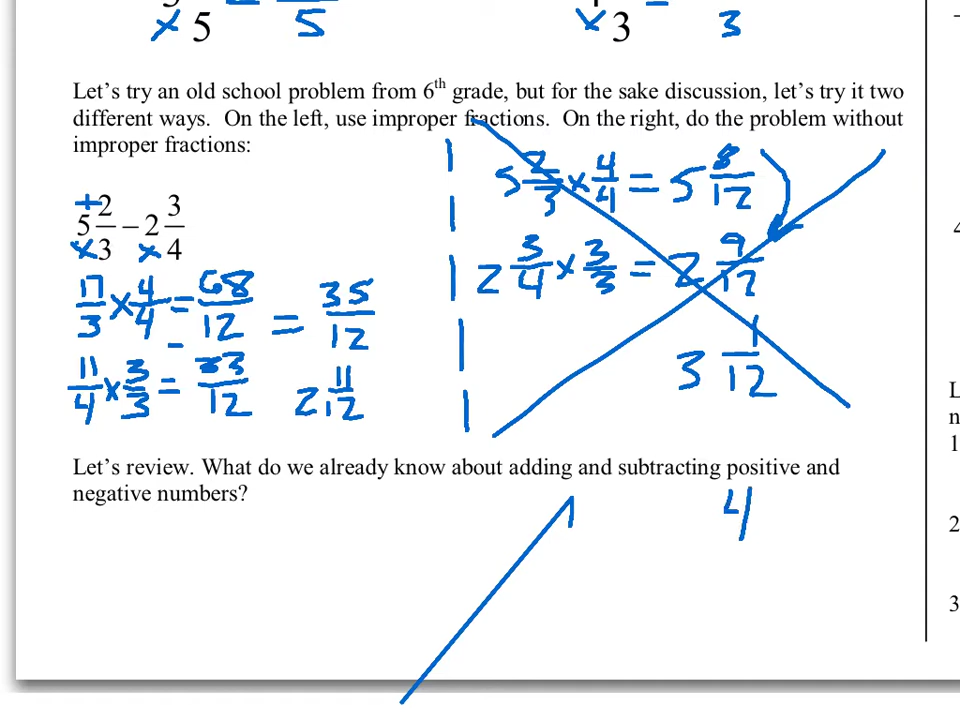 × 5 = 5 × 3 = 3
Let's try an old school problem from 6th grade, but for the sake discussion, let's try it two
different ways. On the left, use improper fractions. On the right, do the problem without
improper fractions:
5 2/3 − 2 3/4
17/3 × 4/4 = 68/12 = 35/12
−
11/4 × 3/3 = 33/12 2 11/12
5 2/3 × 4/4 = 5 8/12
2 3/4 × 3/3 = 2 9/12
3 1/12
Let's review. What do we already know about adding and subtracting positive and
negative numbers?
4
4
L
n
1
2
3